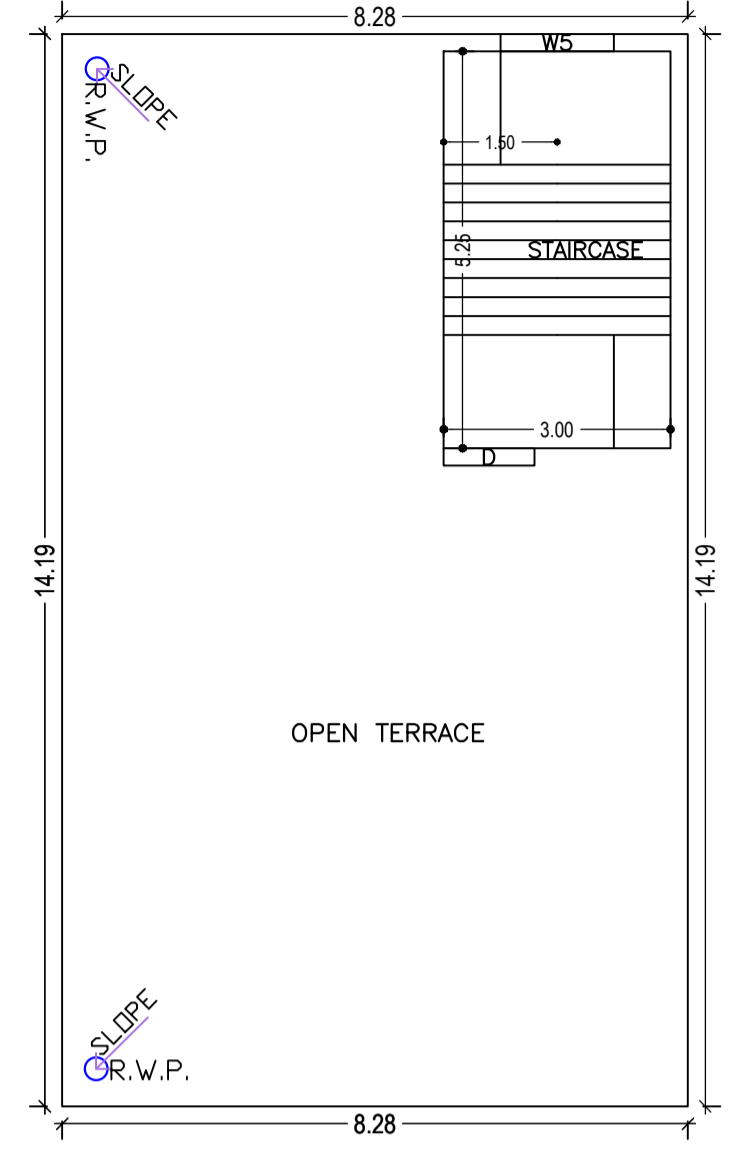 8.28
W5
SLOPE
R.W.P.
1.50
5.25
STAIRCASE
3.00
D
14.19
14.19
OPEN TERRACE
SLOPE
R.W.P.
8.28